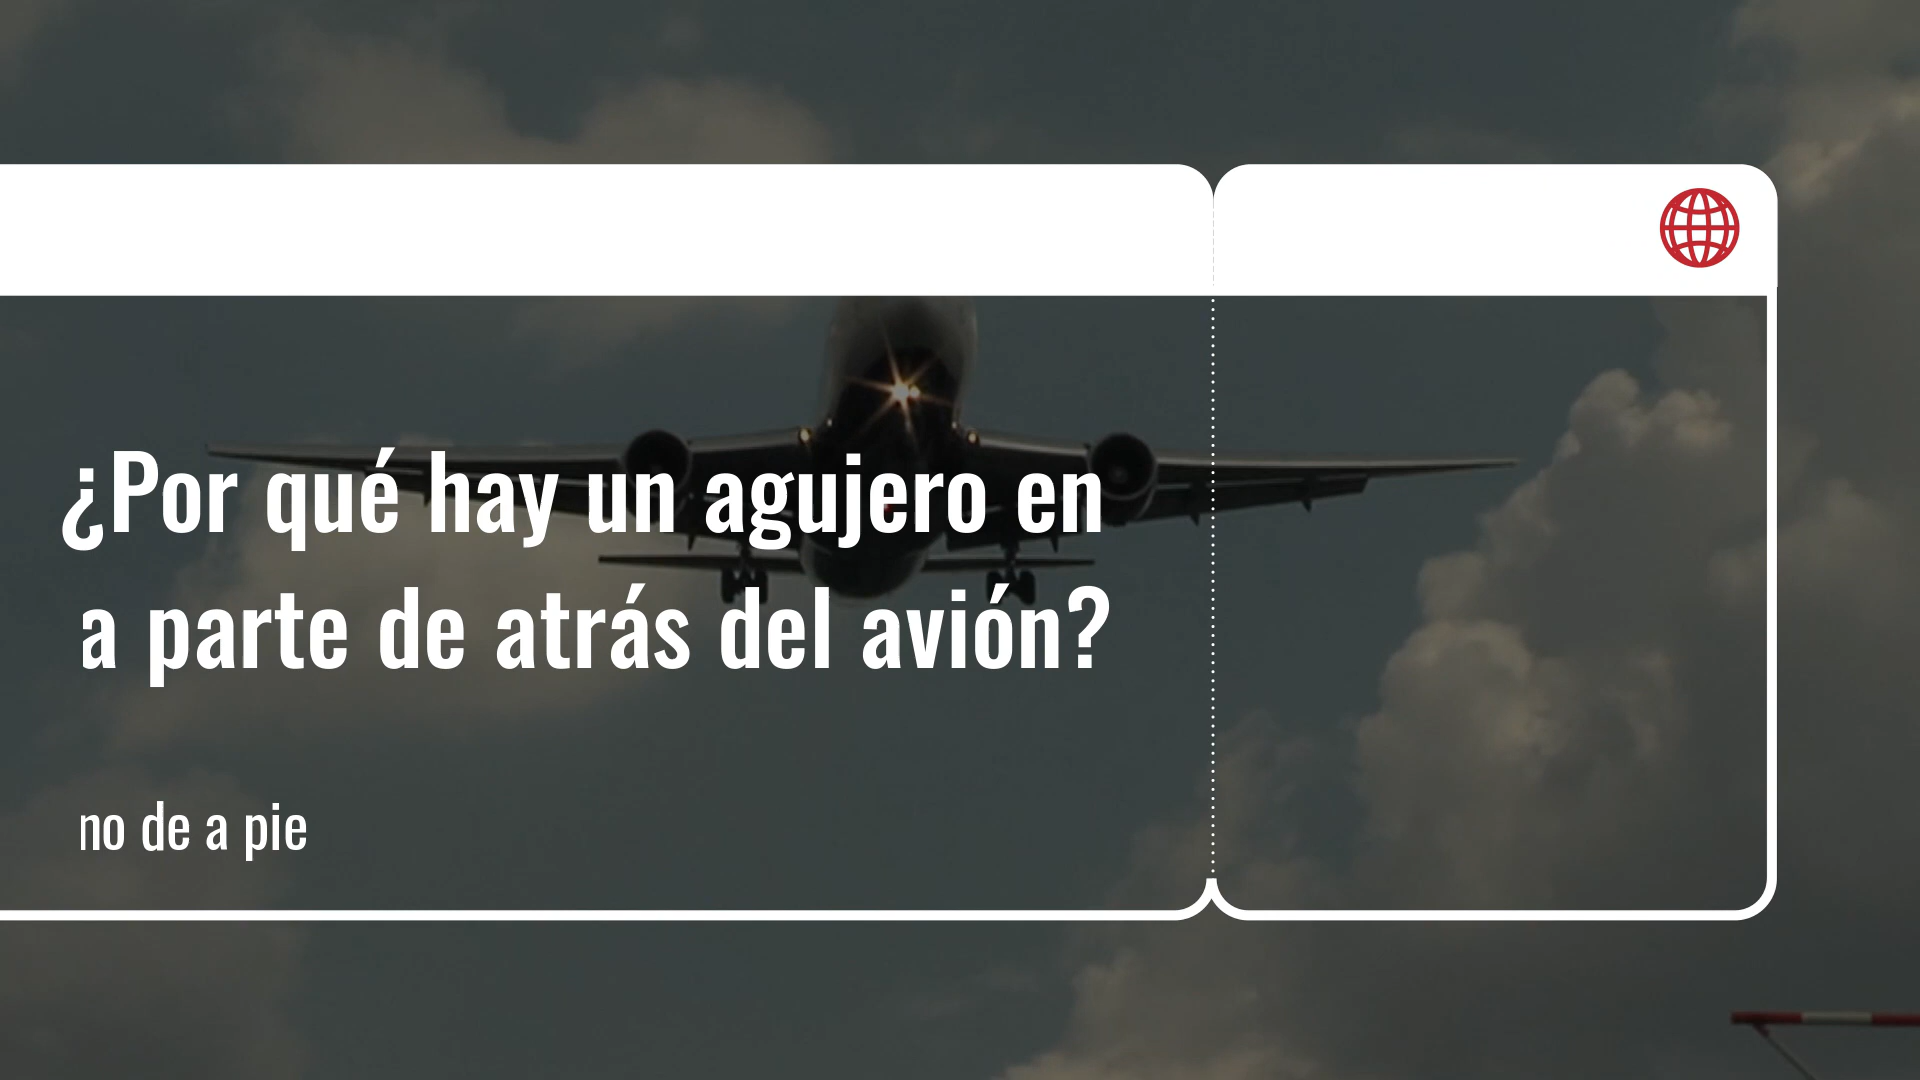 ¿Por qué hay un agujero en
a parte de atrás del avión?
no de a pie